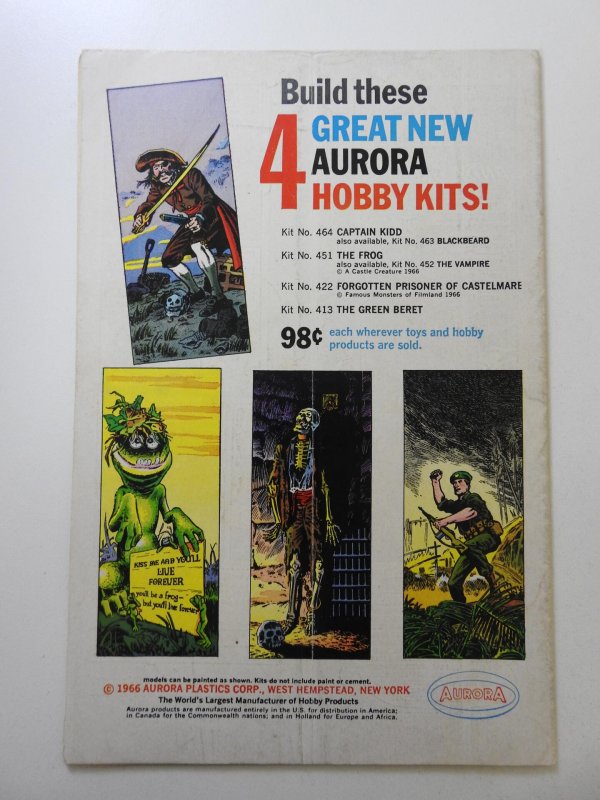 Build these
4 GREAT NEW
AURORA
HOBBY KITS!
Kit No. 464 CAPTAIN KIDD
also available, Kit No. 463 BLACKBEARD
Kit No. 451 THE FROG
also available, Kit No. 452 THE VAMPIRE
© A Castle Creature 1966
Kit No. 422 FORGOTTEN PRISONER OF CASTELMARE
© Famous Monsters of Filmland 1966
Kit No. 413 THE GREEN BERET
98¢ each wherever toys and hobby
products are sold.
KISS ME AND YOU'LL
LIVE
FOREVER
you'll be a frog-
but you'll live forever
models can be painted as shown. Kits do not include paint or cement.
© 1966 AURORA PLASTICS CORP., WEST HEMPSTEAD, NEW YORK
The World's Largest Manufacturer of Hobby Products
Aurora products are manufactured entirely in the U.S. for distribution in America;
in Canada for the Commonwealth nations; and in Holland for Europe and Africa.
AURORA